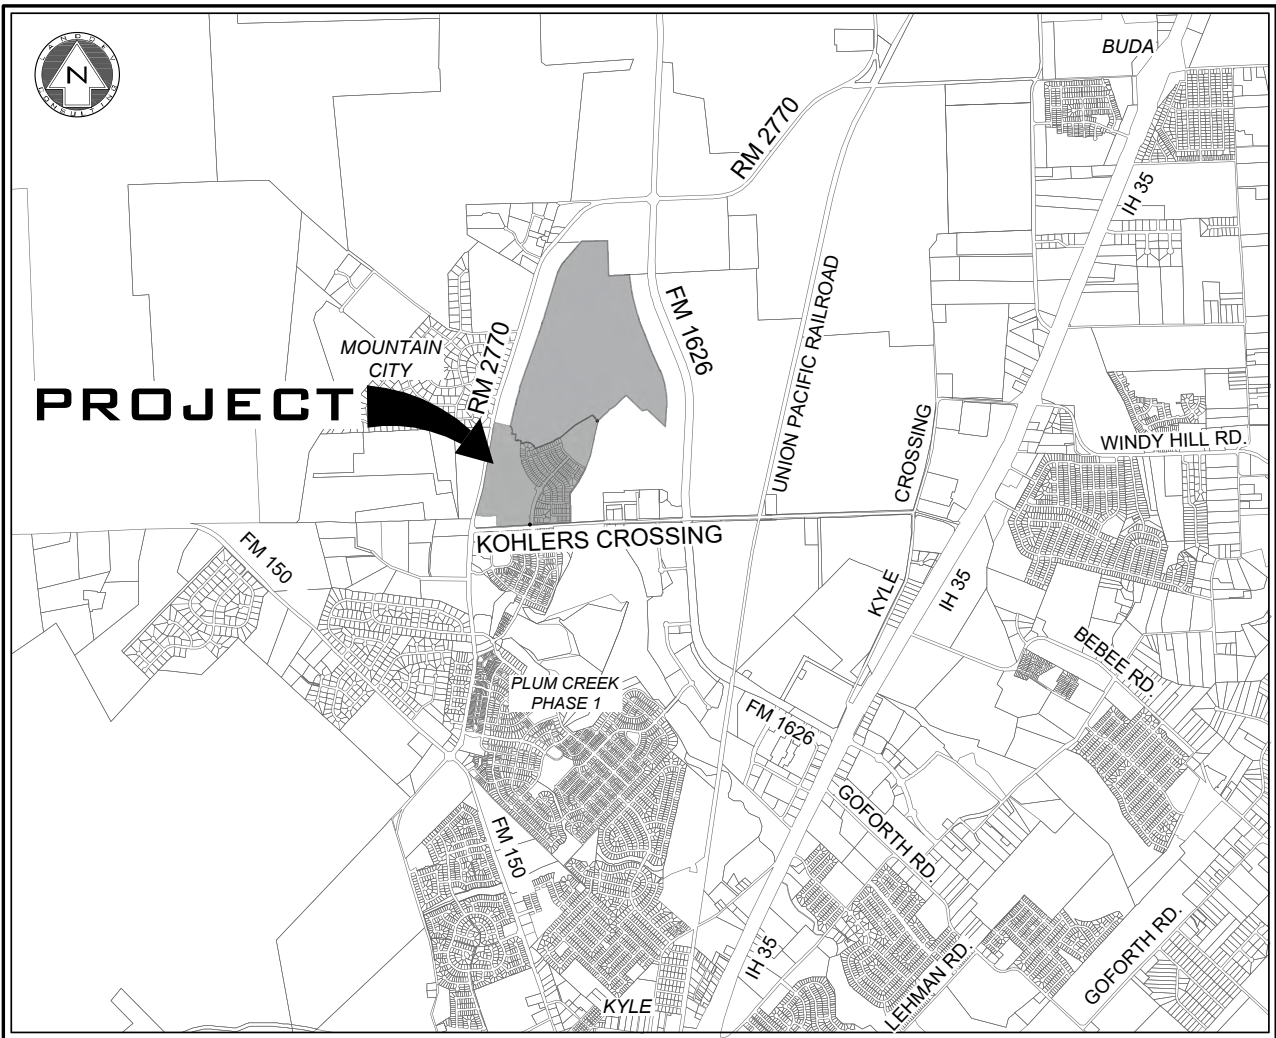 LANDDEV
CONSULTING
N
BUDA
RM 2770
IH 35
FM 1626
UNION PACIFIC RAILROAD
MOUNTAIN
CITY
RM 2770
PROJECT
CROSSING
WINDY HILL RD.
KOHLERS CROSSING
FM 150
KYLE
IH 35
BEBEE RD.
PLUM CREEK
PHASE 1
FM 1626
GOFORTH RD.
FM 150
IH 35
LEHMAN RD.
GOFORTH RD.
KYLE